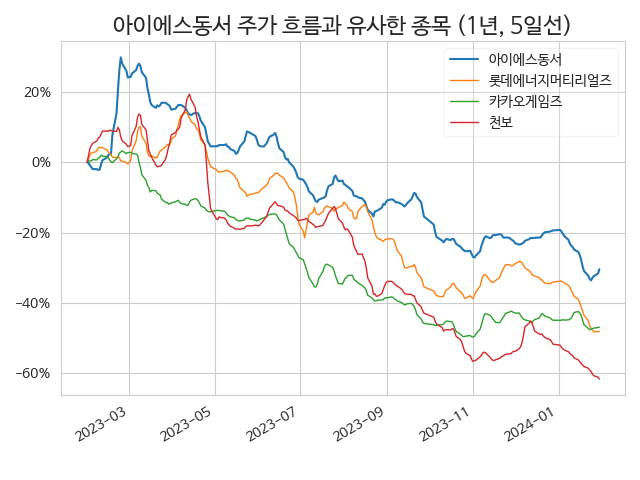 아이에스동서 주가 흐름과 유사한 종목 (1년, 5일선)
아이에스동서
롯데에너지머티리얼즈
카카오게임즈
천보
20%
0%
−20%
−40%
−60%
2023-03
2023-05
2023-07
2023-09
2023-11
2024-01